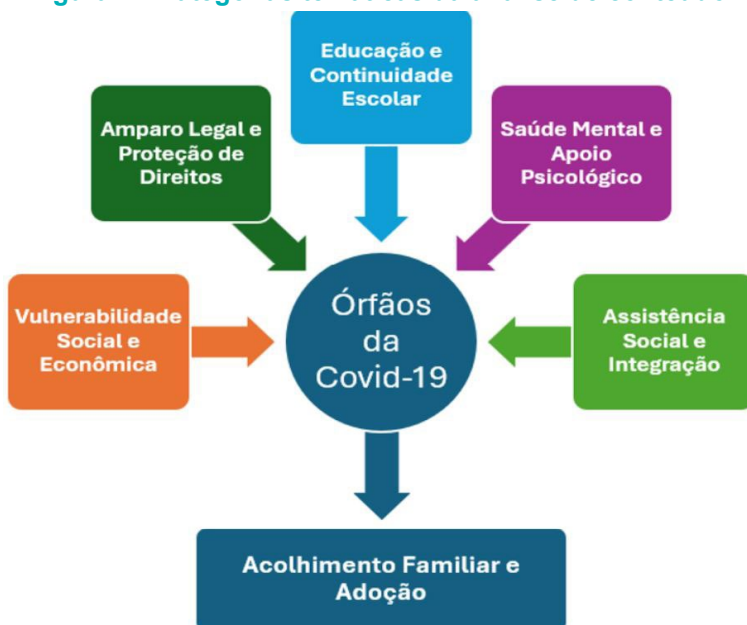 Educação e
Continuidade
Escolar
Amparo Legal e
Proteção de
Direitos
Saúde Mental e
Apoio
Psicológico
Vulnerabilidade
Social e
Econômica
Órfãos
da
Covid-19
Assistência
Social e
Integração
Acolhimento Familiar e
Adoção